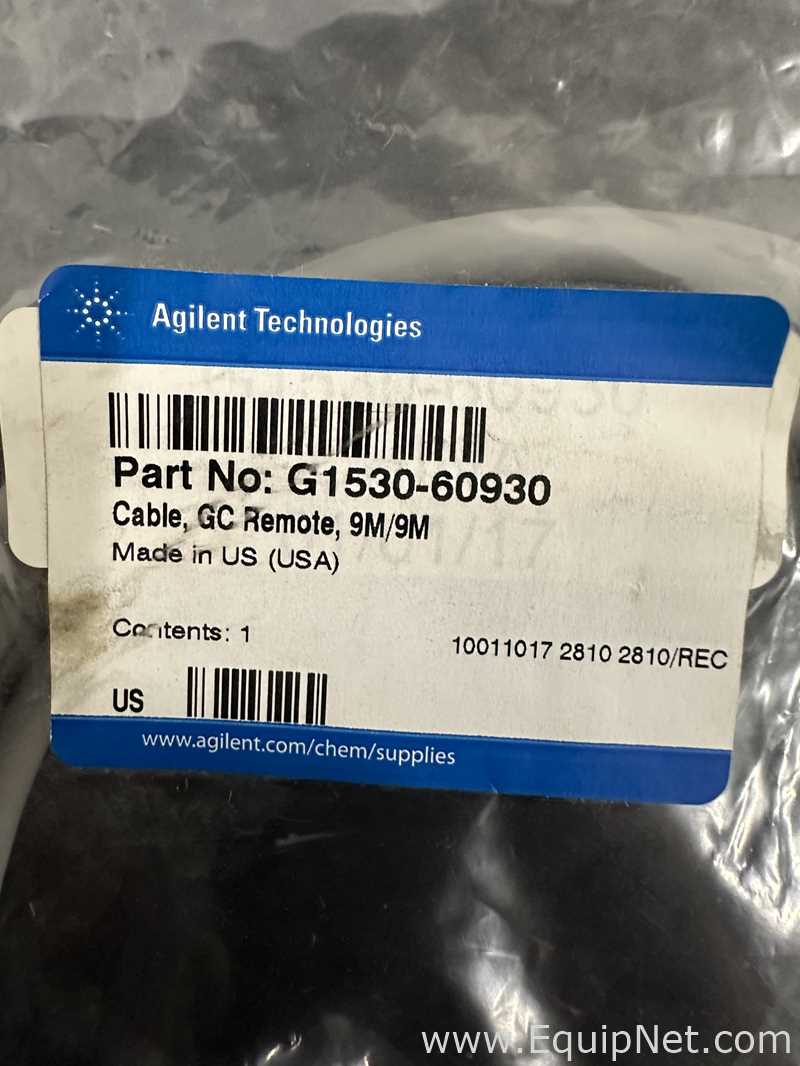 Agilent Technologies
Part No: G1530-60930
Cable, GC Remote, 9M/9M
Made in US (USA)
Contents: 1
10011017 2810 2810/REC
US
www.agilent.com/chem/supplies
www.EquipNet.com